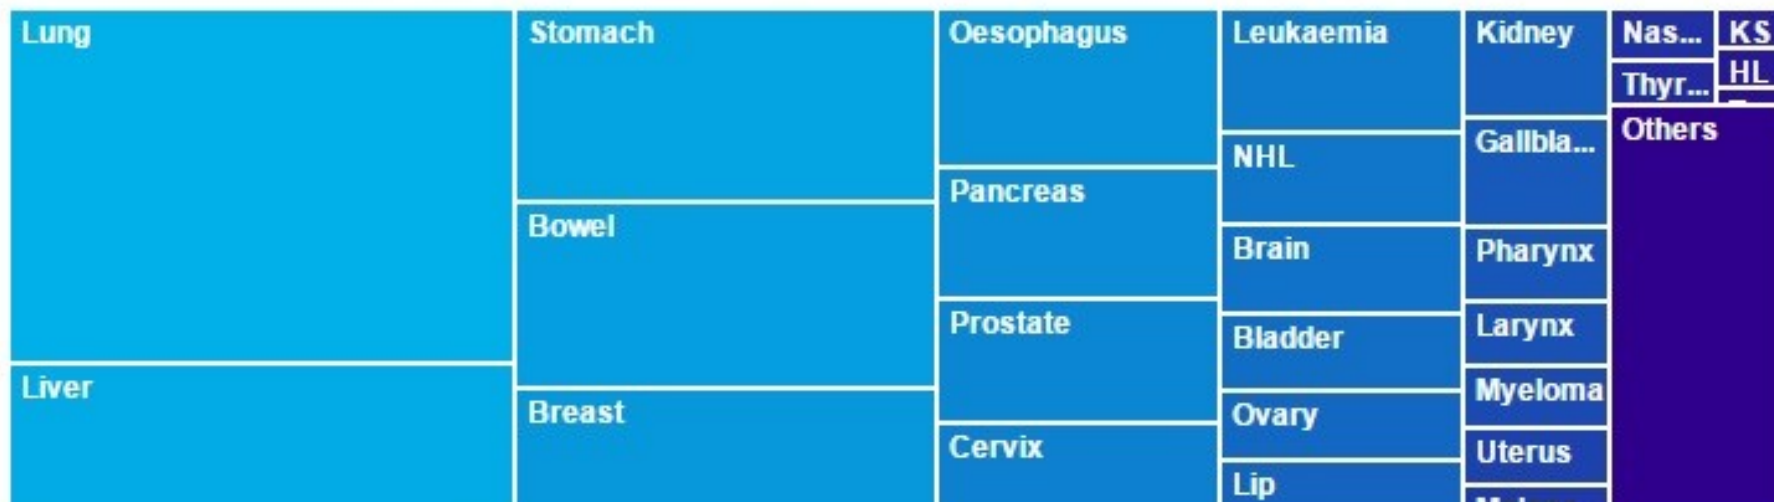 Lung
Liver
Stomach
Bowel
Breast
Oesophagus
Pancreas
Prostate
Cervix
Leukaemia
NHL
Brain
Bladder
Ovary
Lip
Kidney
Gallbla...
Pharynx
Larynx
Myeloma
Uterus
Nas...
Thyr...
KS
HL
Others